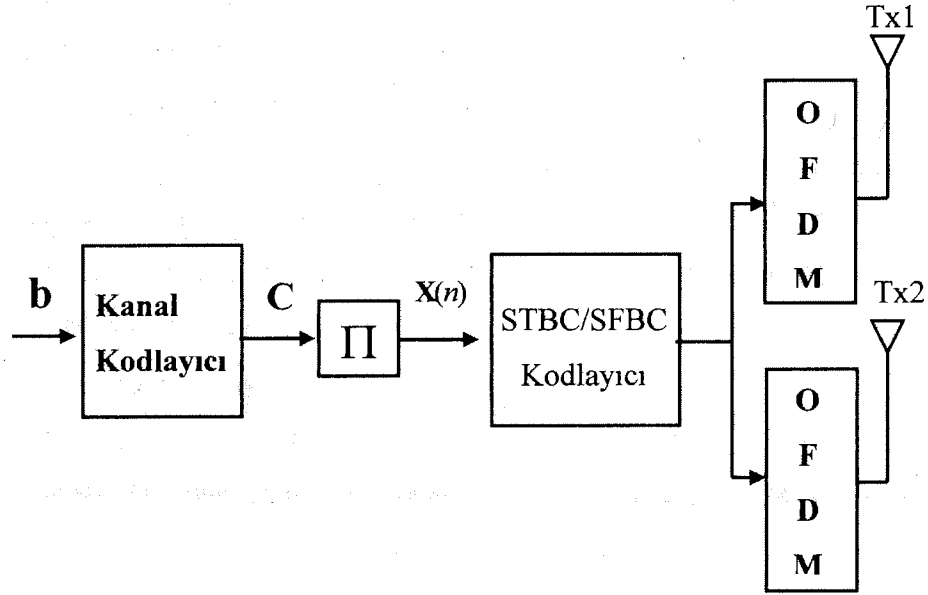 b
Kanal
Kodlayıcı
C
Π
X(n)
STBC/SFBC
Kodlayıcı
O
F
D
M
Tx1
O
F
D
M
Tx2